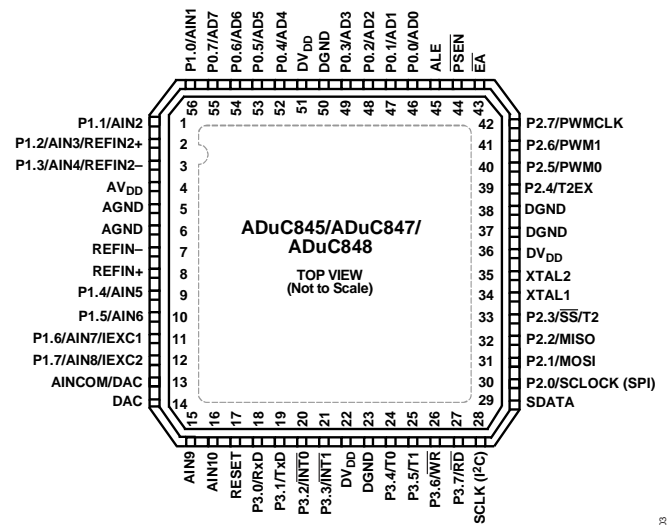 P1.0/AIN1
P0.7/AD7
P0.6/AD6
P0.5/AD5
P0.4/AD4
DVDD
DGND
P0.3/AD3
P0.2/AD2
P0.1/AD1
P0.0/AD0
ALE
PSEN
EA
56
55
54
53
52
51
50
49
48
47
46
45
44
43
P1.1/AIN2
P1.2/AIN3/REFIN2+
P1.3/AIN4/REFIN2–
AVDD
AGND
AGND
REFIN–
REFIN+
P1.4/AIN5
P1.5/AIN6
P1.6/AIN7/IEXC1
P1.7/AIN8/IEXC2
AINCOM/DAC
DAC
1
2
3
4
5
6
7
8
9
10
11
12
13
14
ADuC845/ADuC847/
ADuC848
TOP VIEW
(Not to Scale)
42
41
40
39
38
37
36
35
34
33
32
31
30
29
P2.7/PWMCLK
P2.6/PWM1
P2.5/PWM0
P2.4/T2EX
DGND
DGND
DVDD
XTAL2
XTAL1
P2.3/SS/T2
P2.2/MISO
P2.1/MOSI
P2.0/SCLOCK (SPI)
SDATA
15
16
17
18
19
20
21
22
23
24
25
26
27
28
AIN9
AIN10
RESET
P3.0/RxD
P3.1/TxD
P3.2/INT0
P3.3/INT1
DVDD
DGND
P3.4/T0
P3.5/T1
P3.6/WR
P3.7/RD
SCLK (I2C)